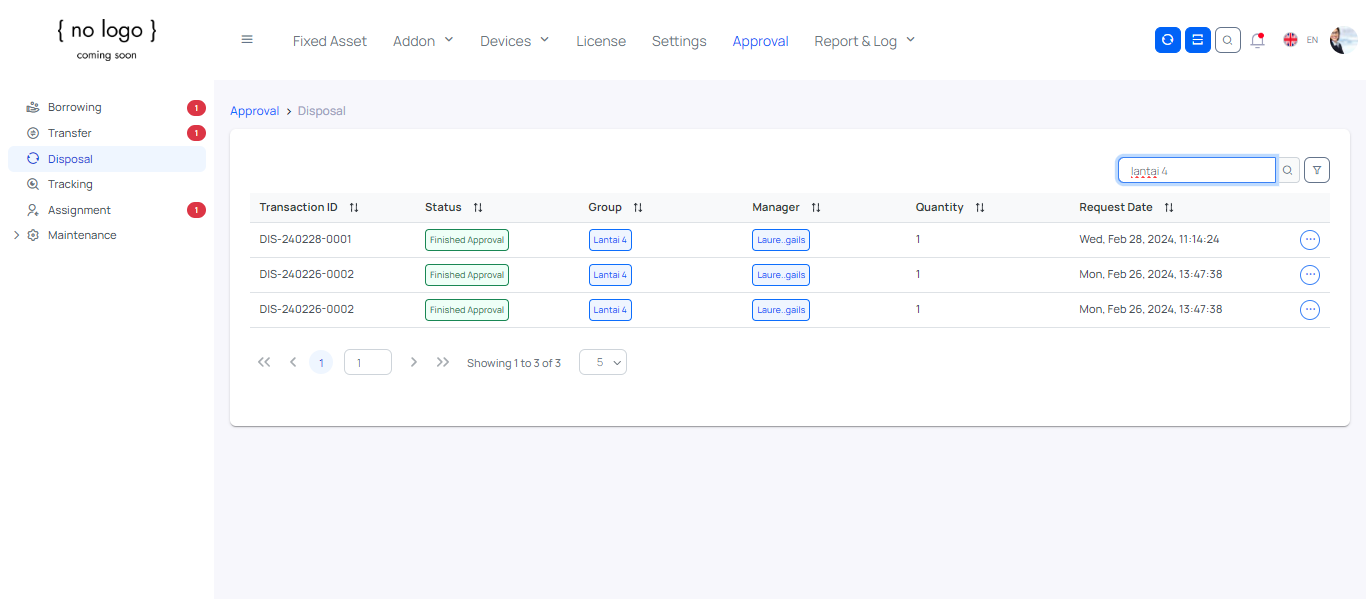 { no logo }
coming soon
Fixed Asset Addon Devices License Settings Approval Report & Log EN
Borrowing 1
Transfer 1
Disposal
Tracking
Assignment 1
Maintenance
Approval > Disposal
lantai 4
Transaction ID Status Group Manager Quantity Request Date
DIS-240228-0001 Finished Approval Lantai 4 Laure..gails 1 Wed, Feb 28, 2024, 11:14:24
DIS-240226-0002 Finished Approval Lantai 4 Laure..gails 1 Mon, Feb 26, 2024, 13:47:38
DIS-240226-0002 Finished Approval Lantai 4 Laure..gails 1 Mon, Feb 26, 2024, 13:47:38
1 1 Showing 1 to 3 of 3 5